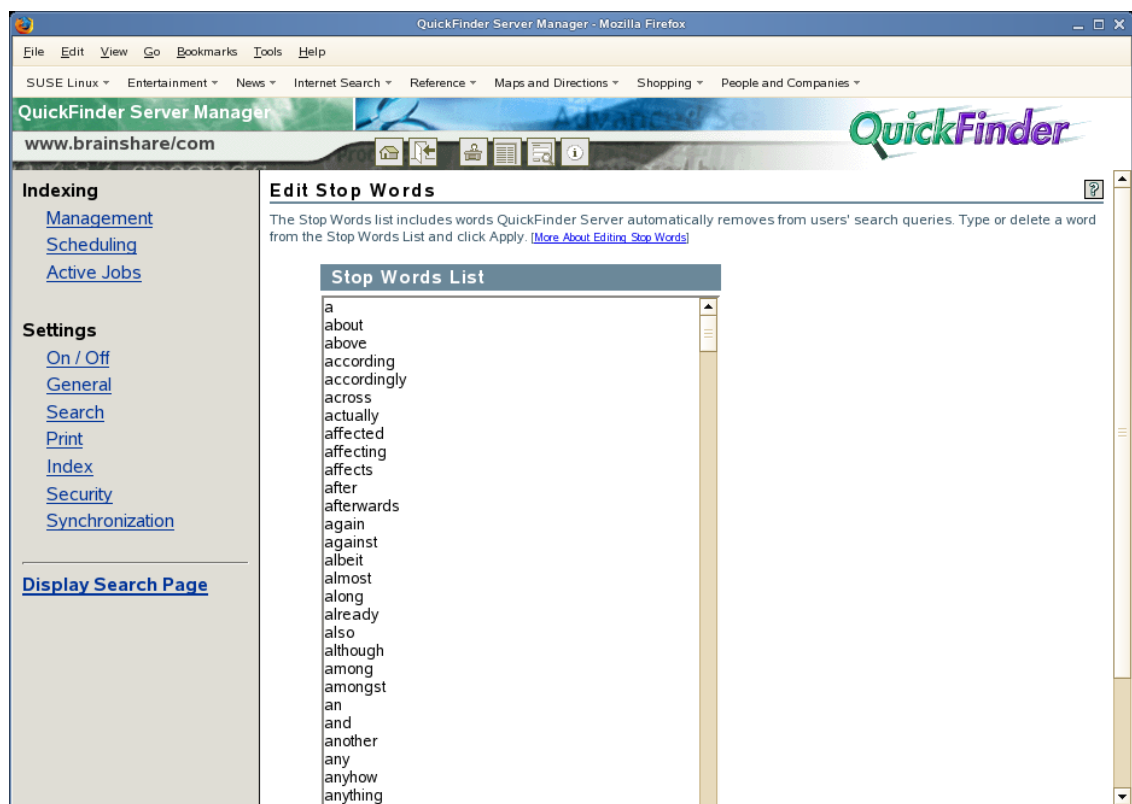 QuickFinder Server Manager - Mozilla Firefox
File Edit View Go Bookmarks Tools Help
SUSE Linux Entertainment News Internet Search Reference Maps and Directions Shopping People and Companies
QuickFinder Server Manager
Advanced Sea
QuickFinder
www.brainshare/com
Indexing
Management
Scheduling
Active Jobs
Settings
On / Off
General
Search
Print
Index
Security
Synchronization
Display Search Page
Edit Stop Words
?
The Stop Words list includes words QuickFinder Server automatically removes from users' search queries. Type or delete a word
from the Stop Words List and click Apply. [More About Editing Stop Words]
Stop Words List
a
about
above
according
accordingly
across
actually
affected
affecting
affects
after
afterwards
again
against
albeit
almost
along
already
also
although
among
amongst
an
and
another
any
anyhow
anything